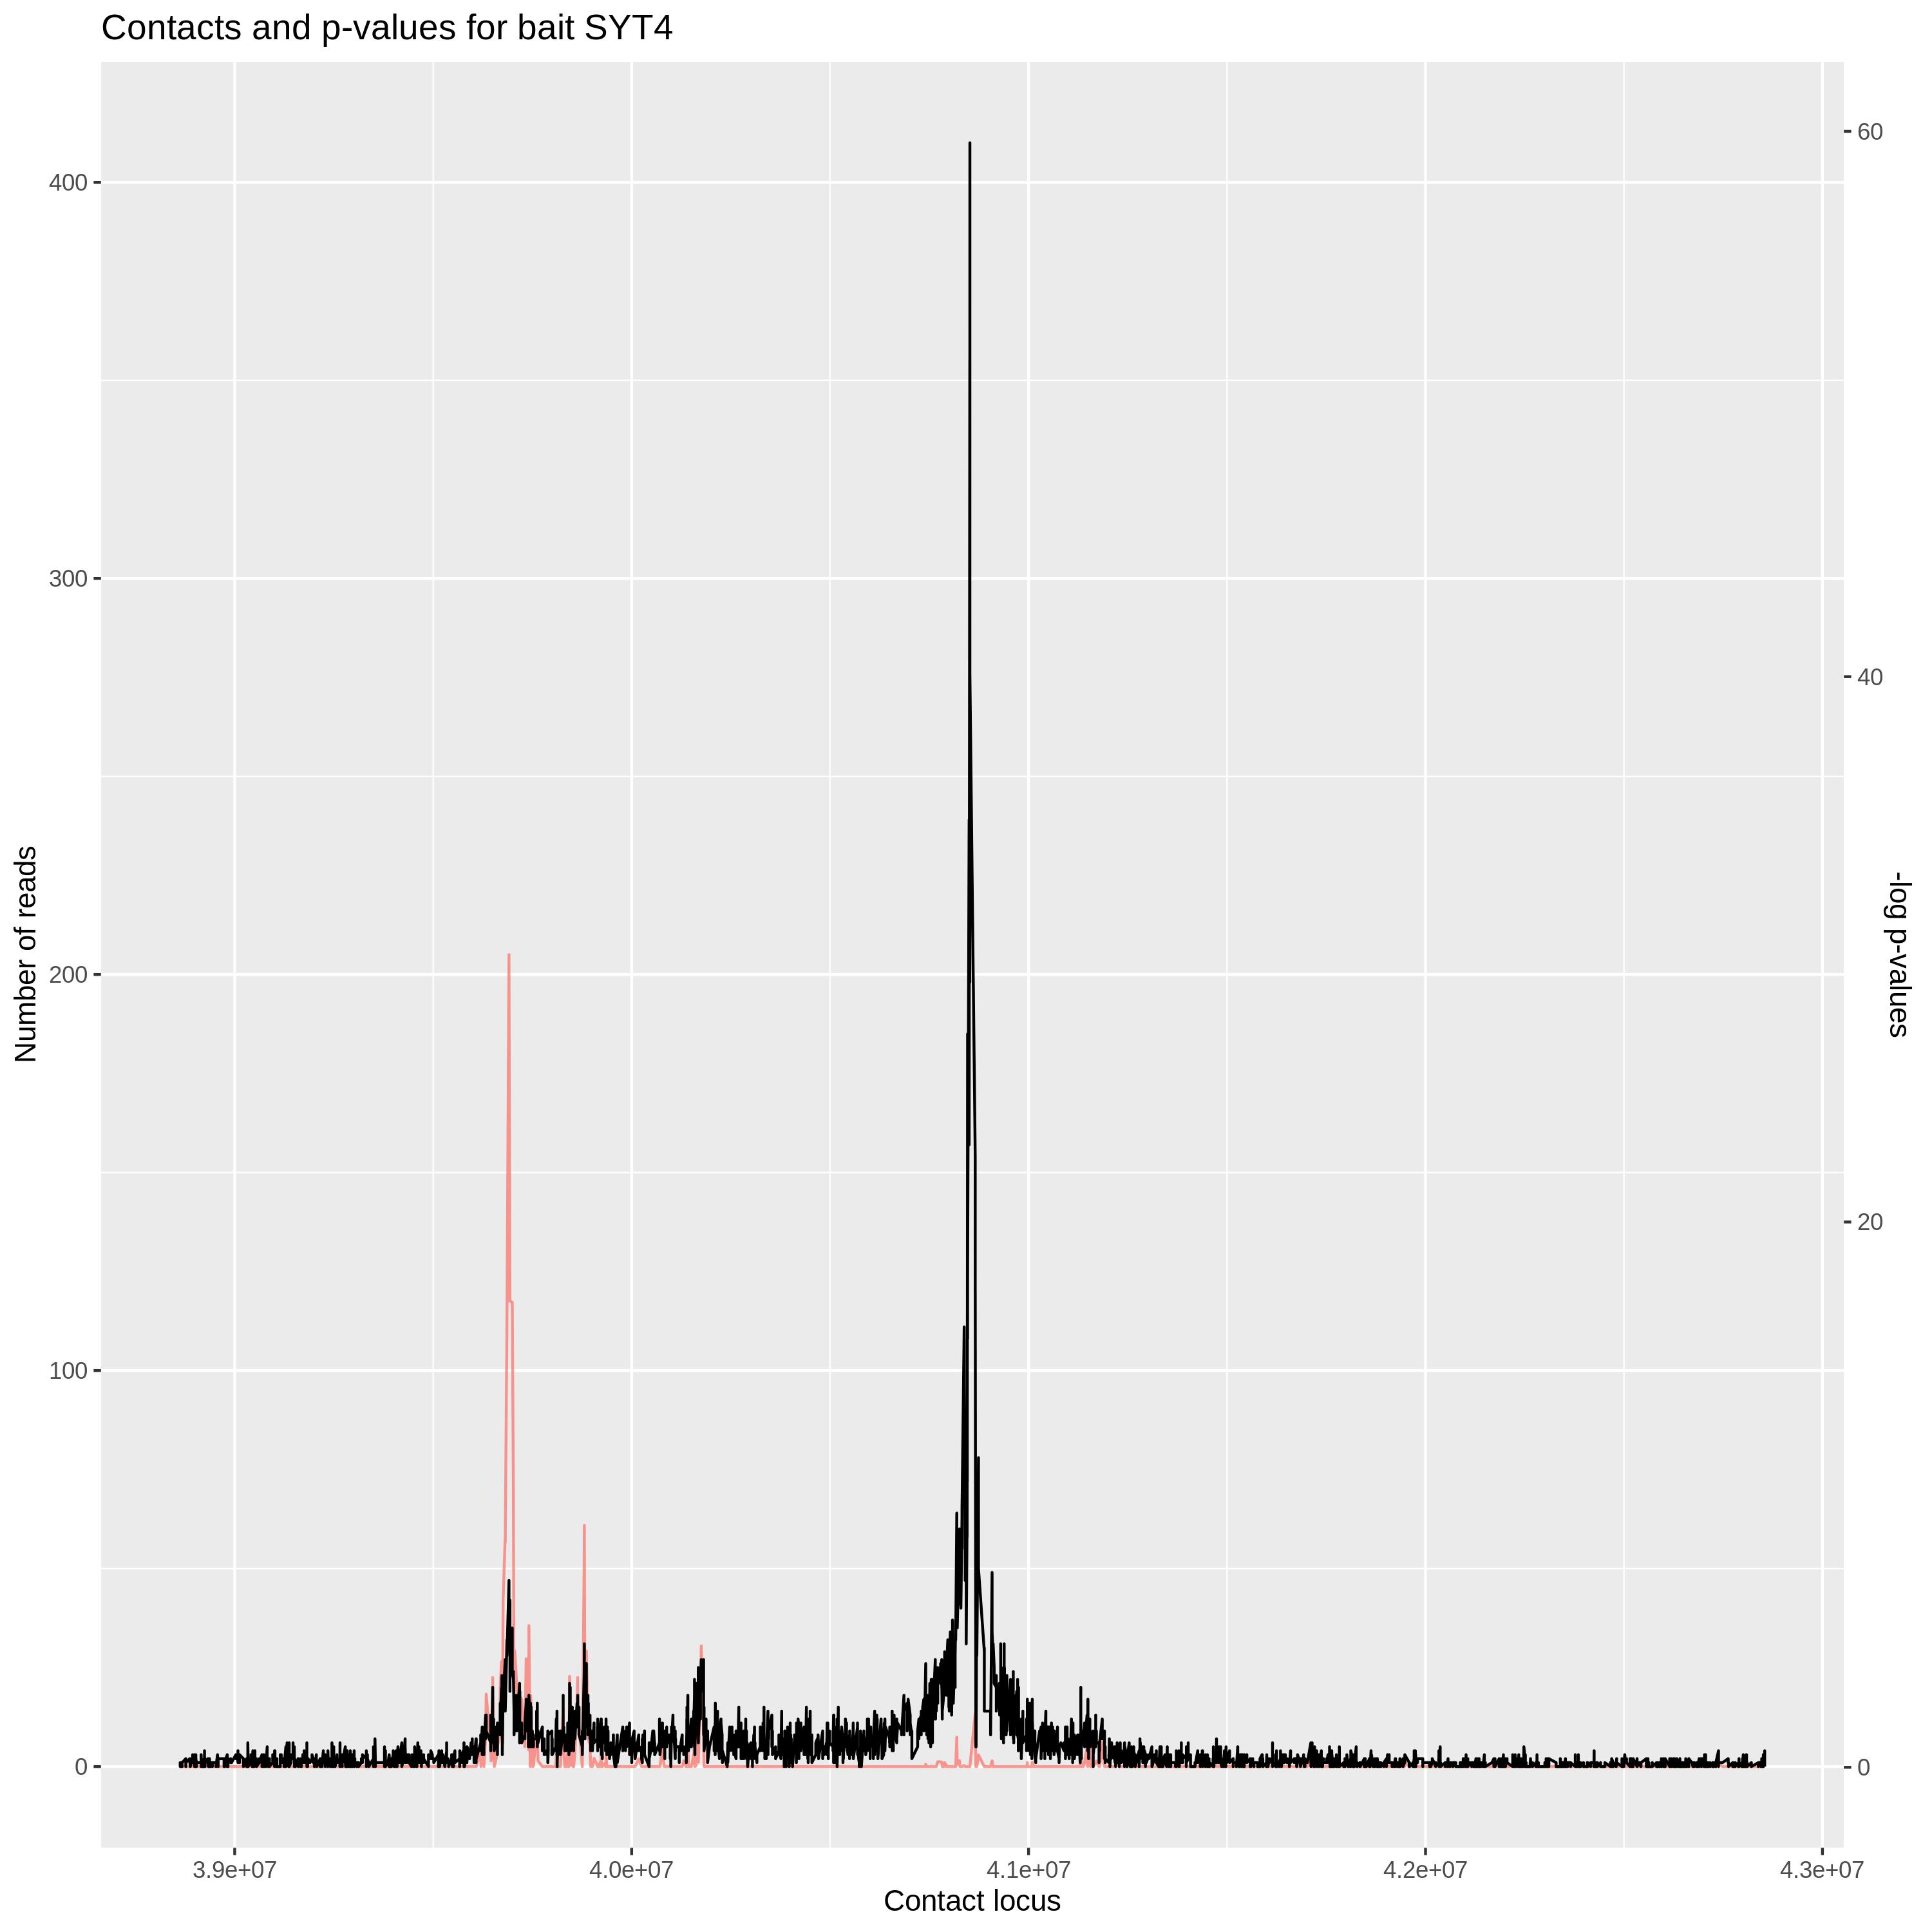 Contacts and p-values for bait SYT4
400
300
200
100
0
Number of reads
60
40
20
0
-log p-values
3.9e+07
4.0e+07
4.1e+07
4.2e+07
4.3e+07
Contact locus